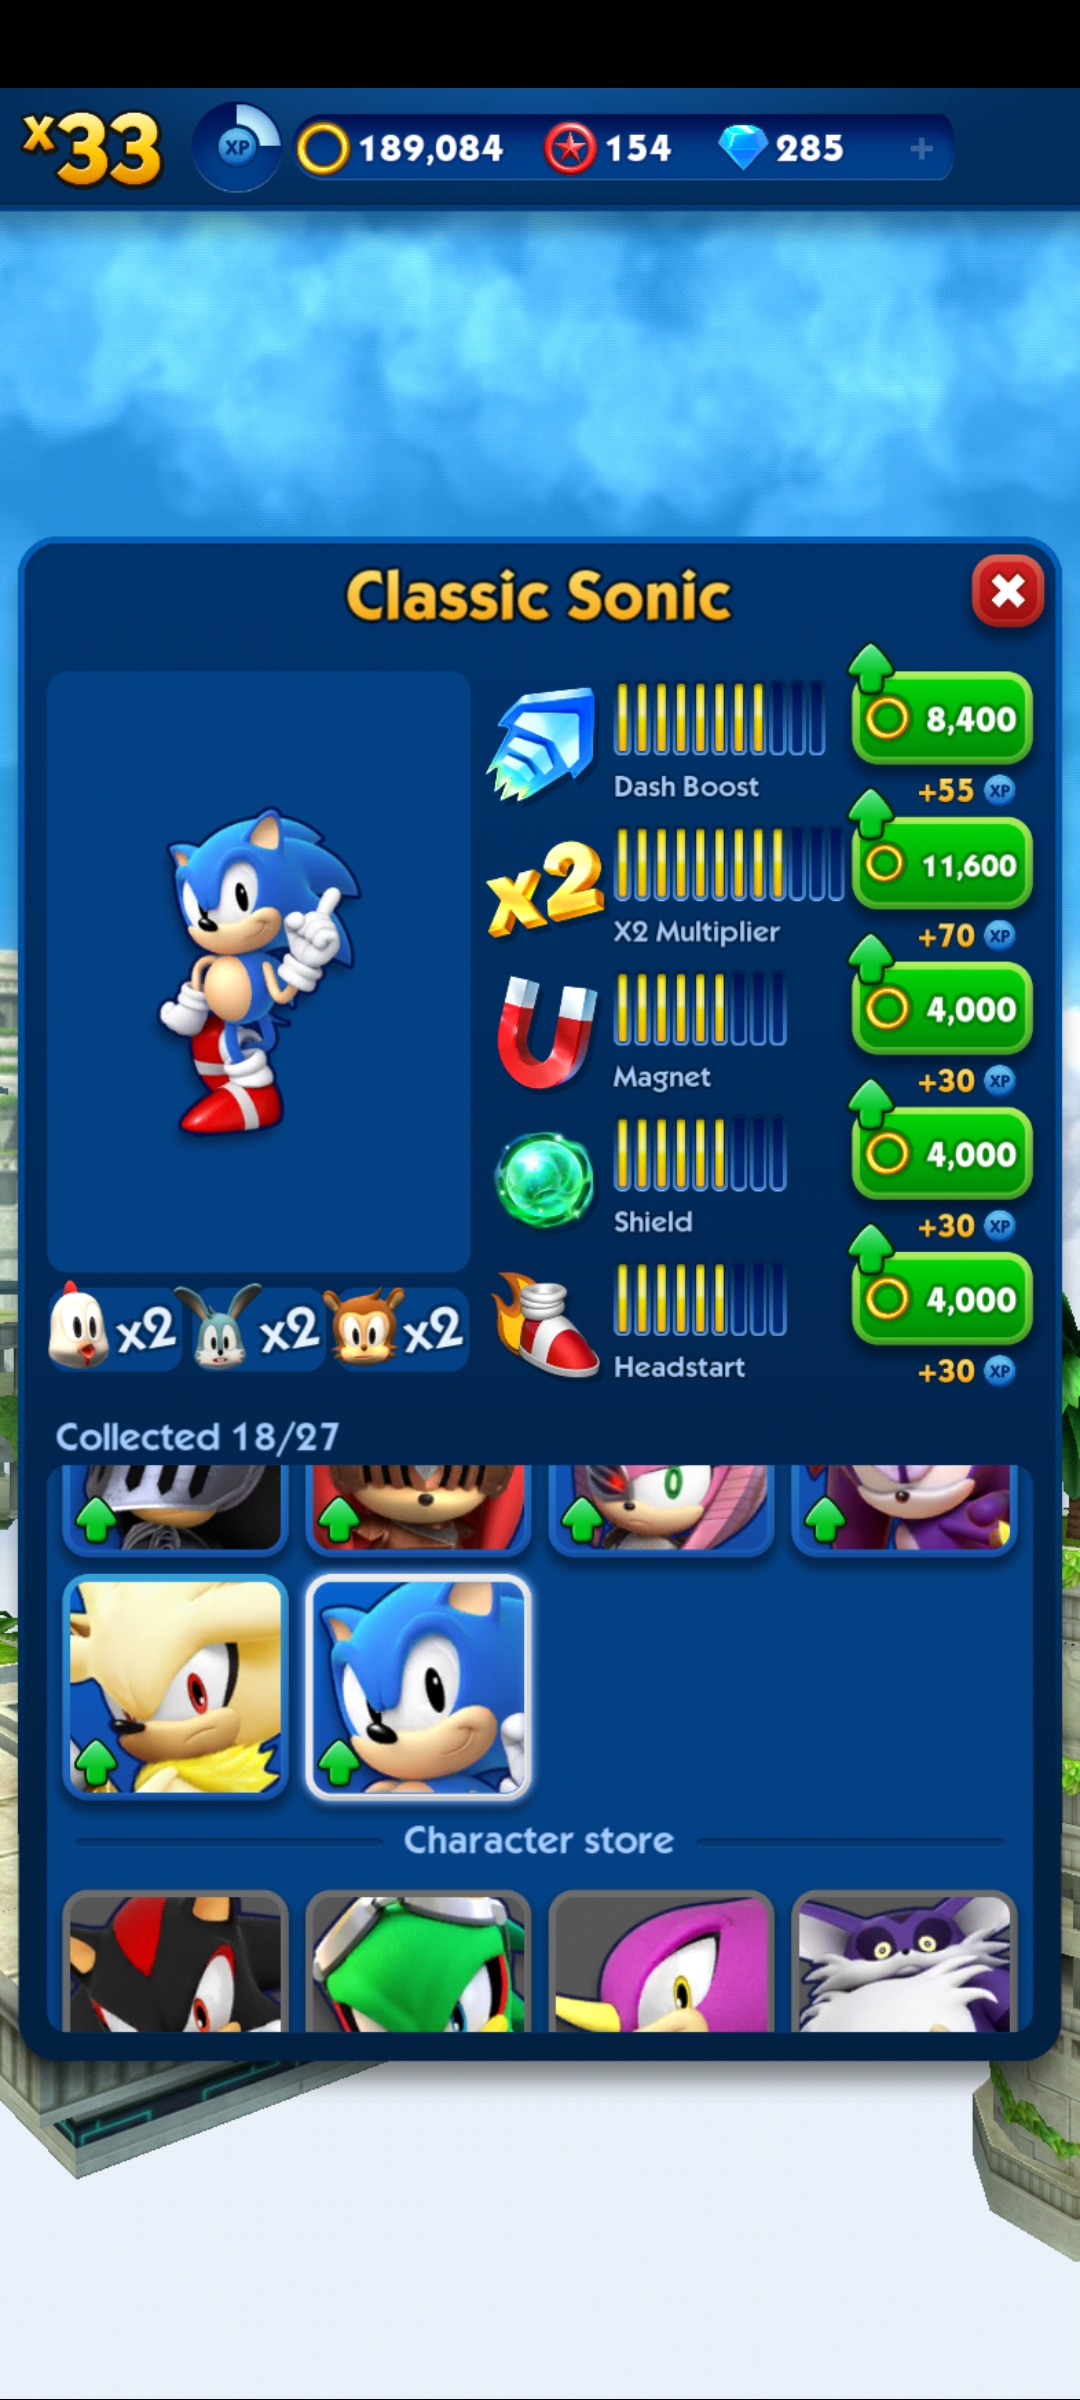 x33 XP 189,084 154 285 +
Classic Sonic
8,400
Dash Boost
+55 XP
x2
11,600
X2 Multiplier
+70 XP
4,000
Magnet
+30 XP
4,000
Shield
+30 XP
x2 x2 x2
4,000
Headstart
+30 XP
Collected 18/27
Character store